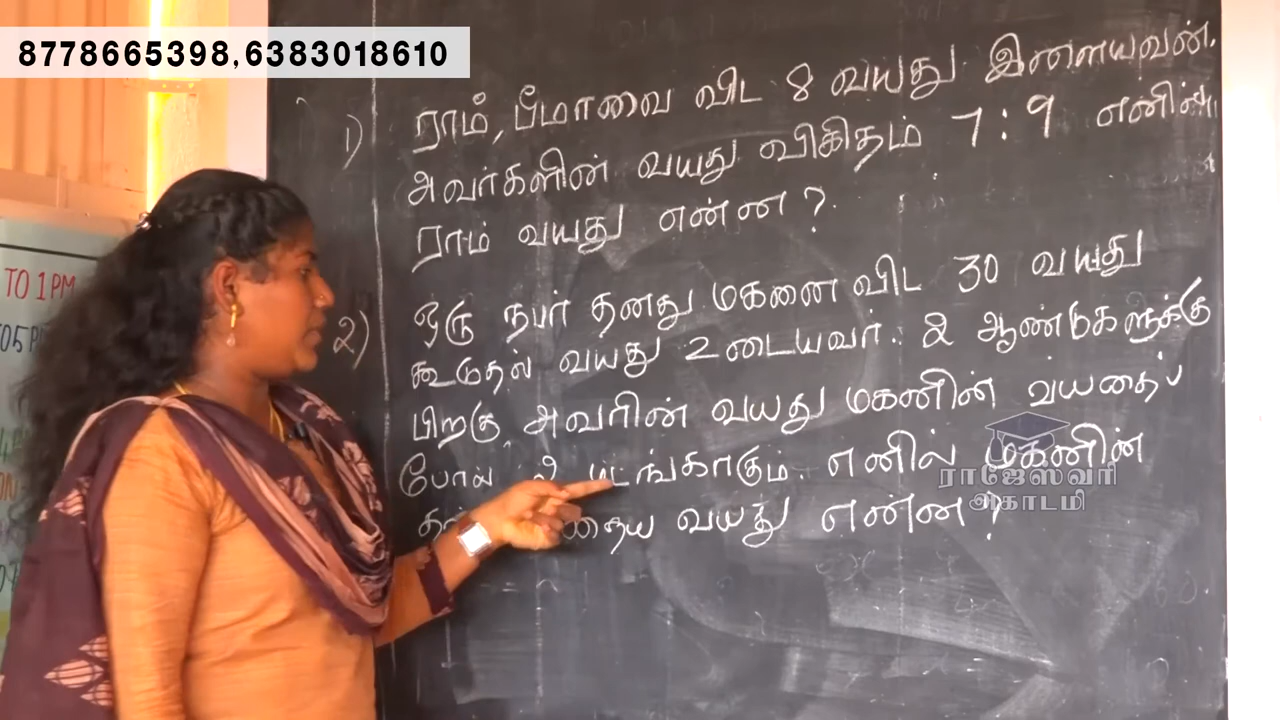 8778665398, 6383018610
1) ராம், பீமாவை விட 8 வயது இளையவன்.
அவர்களின் வயது விகிதம் 7 : 9 எனில்
ராம் வயது என்ன ?
2) ஒரு நபர் தனது மகனை விட 30 வயது
கூடுதல் வயது உடையவர். 2 ஆண்டுகளுக்கு
பிறகு அவரின் வயது மகனின் வயதைப்
போல் 2 மடங்காகும். எனில் மகனின்
வயது என்ன ?
TO 1 PM
ராஜேஸ்வரி
அகாடமி